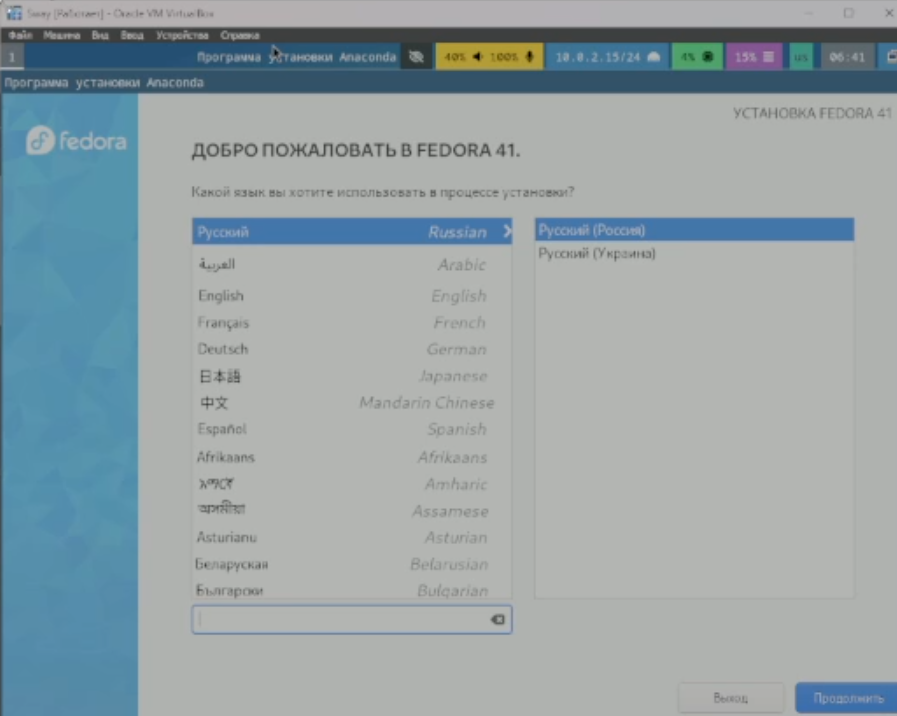 Sway [Работает] - Oracle VM VirtualBox
Файл Машина Вид Ввод Устройства Справка
1 Программа установки Anaconda 40% 100% 10.0.2.15/24 4% 15% us 06:41
Программа установки Anaconda
fedora
УСТАНОВКА FEDORA 41
ДОБРО ПОЖАЛОВАТЬ В FEDORA 41.
Какой язык вы хотите использовать в процессе установки?
Русский Russian
العربية Arabic
English English
Français French
Deutsch German
日本語 Japanese
中文 Mandarin Chinese
Español Spanish
Afrikaans Afrikaans
አማርኛ Amharic
অসমীয়া Assamese
Asturianu Asturian
Беларуская Belarusian
Български Bulgarian
Русский (Россия)
Русский (Украина)
Выход
Продолжить